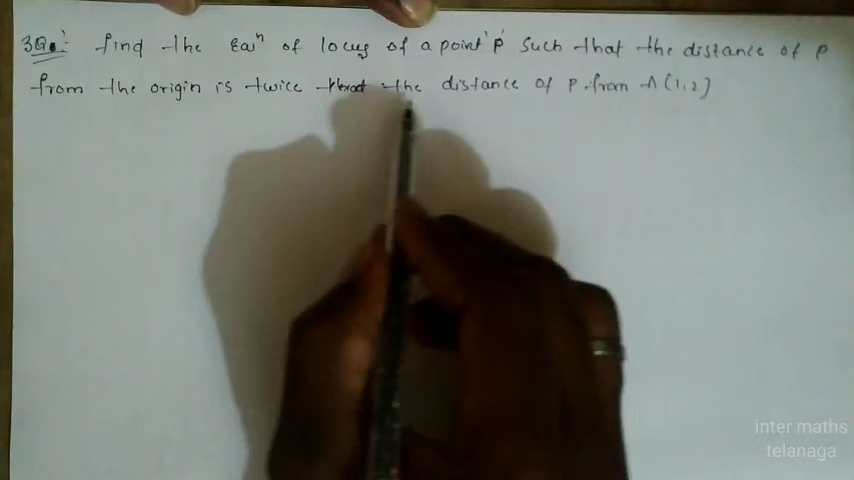 3Q: find the Eqn of locus of a point 'P' such that the distance of P
from the origin is twice the distance of P from A(1,2)
inter maths
telanaga